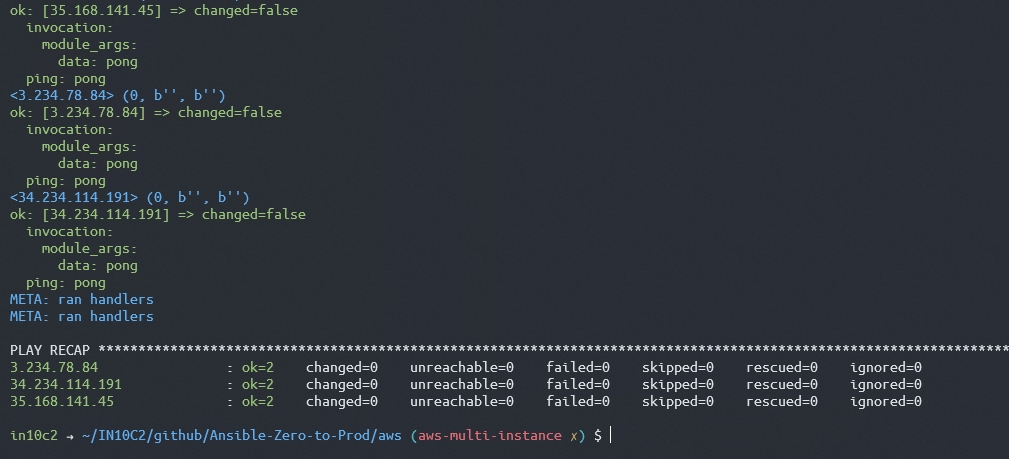 ok: [35.168.141.45] => changed=false
  invocation:
    module_args:
      data: pong
  ping: pong
<3.234.78.84> (0, b'', b'')
ok: [3.234.78.84] => changed=false
  invocation:
    module_args:
      data: pong
  ping: pong
<34.234.114.191> (0, b'', b'')
ok: [34.234.114.191] => changed=false
  invocation:
    module_args:
      data: pong
  ping: pong
META: ran handlers
META: ran handlers

PLAY RECAP ******************************************************************************************************************
3.234.78.84                : ok=2    changed=0    unreachable=0    failed=0    skipped=0    rescued=0    ignored=0
34.234.114.191             : ok=2    changed=0    unreachable=0    failed=0    skipped=0    rescued=0    ignored=0
35.168.141.45              : ok=2    changed=0    unreachable=0    failed=0    skipped=0    rescued=0    ignored=0

in10c2 → ~/IN10C2/github/Ansible-Zero-to-Prod/aws (aws-multi-instance ✗) $